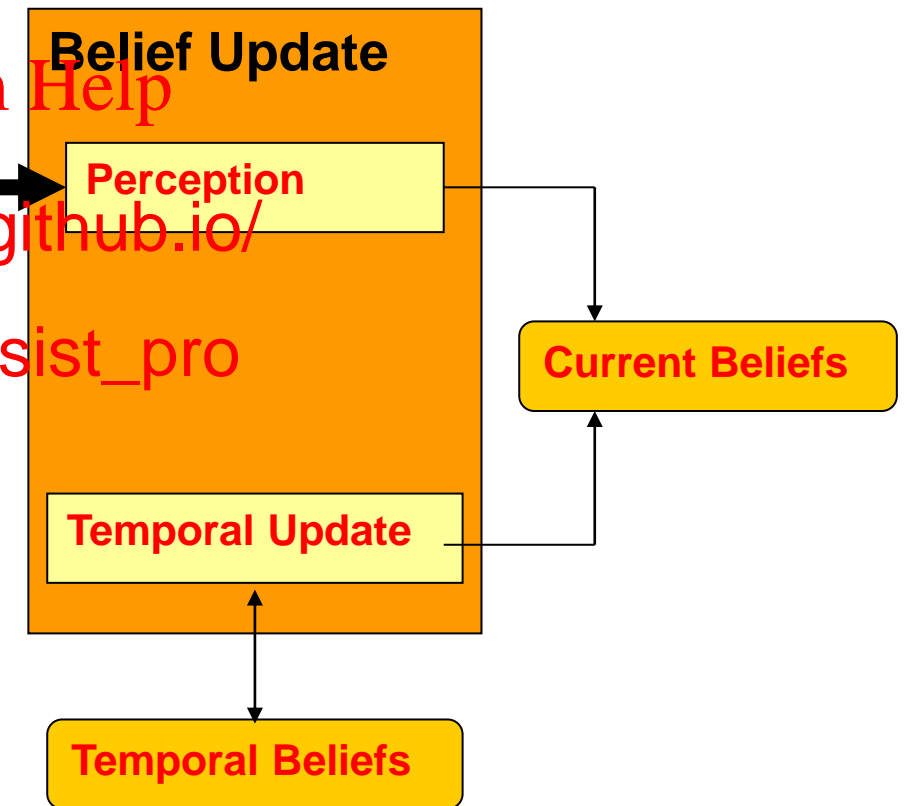 Belief Update
Help
Perception
github.io/
sist_pro
Current Beliefs
Temporal Update
Temporal Beliefs